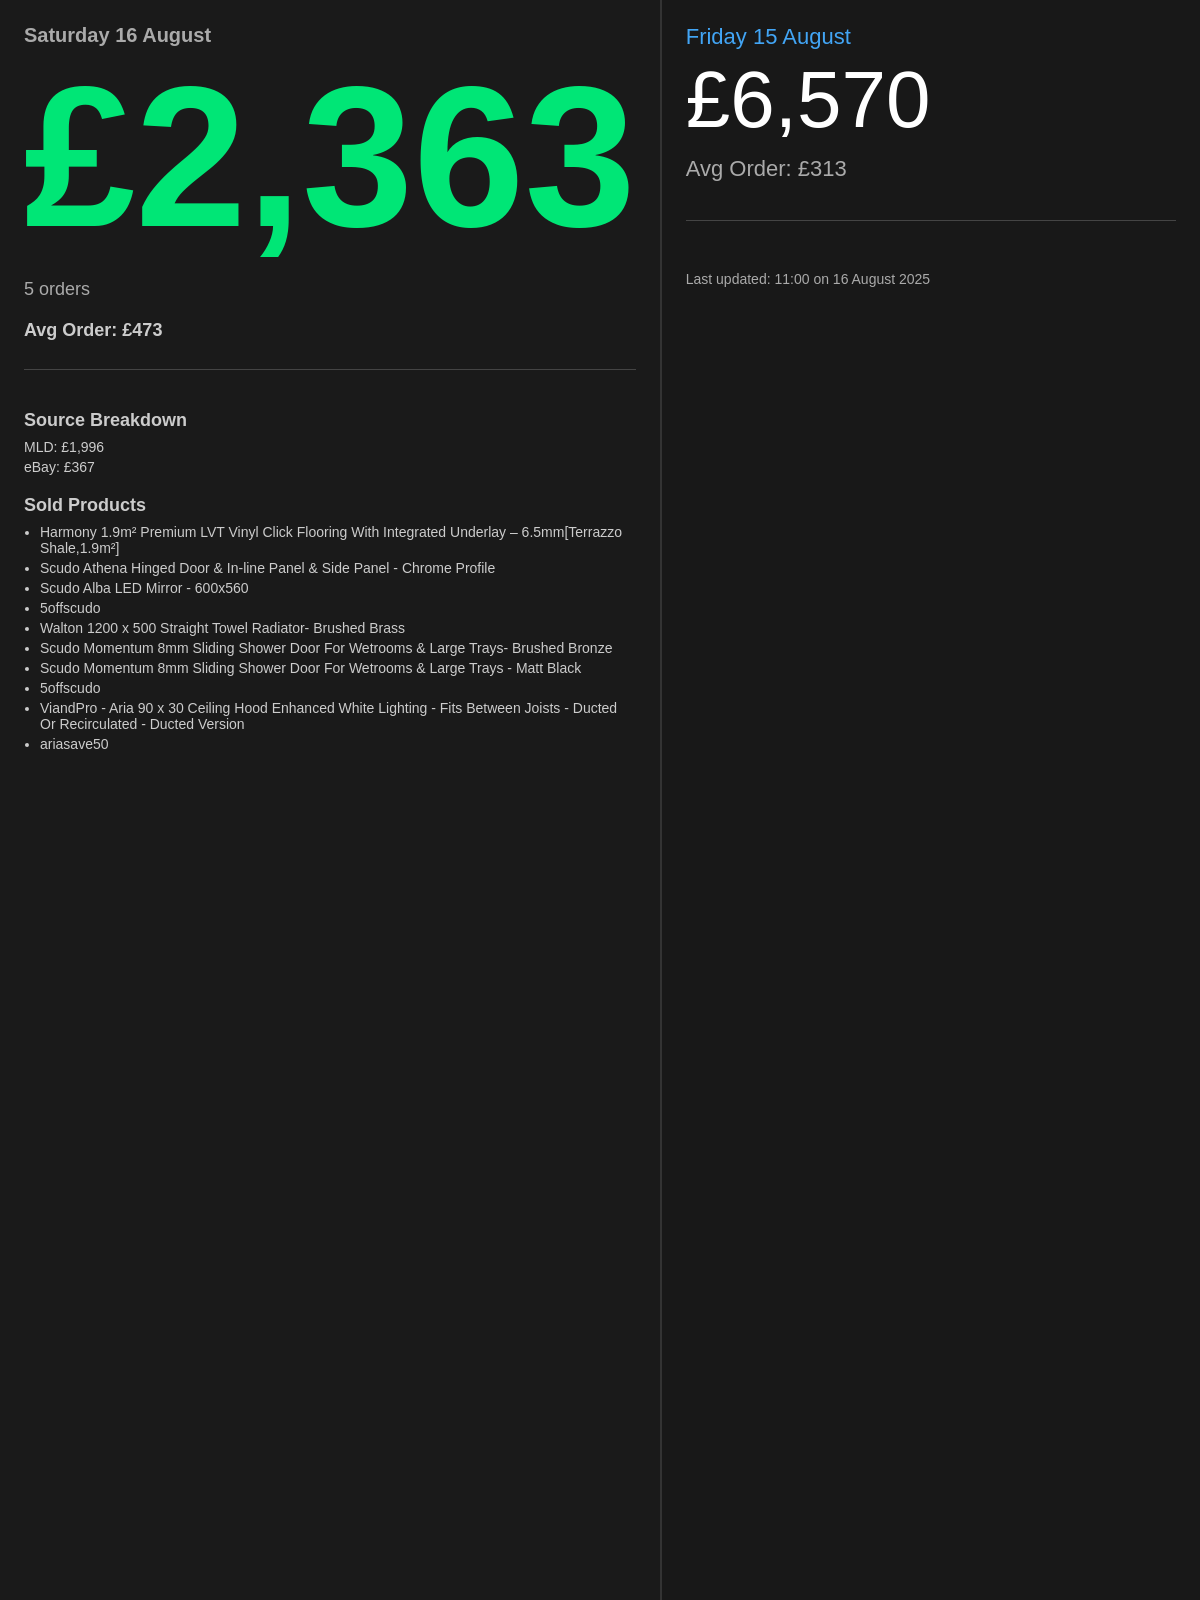 Saturday 16 August
£2,363
5 orders
Avg Order: £473
Source Breakdown
MLD: £1,996
eBay: £367
Sold Products
• Harmony 1.9m² Premium LVT Vinyl Click Flooring With Integrated Underlay – 6.5mm[Terrazzo
Shale,1.9m²]
• Scudo Athena Hinged Door & In-line Panel & Side Panel - Chrome Profile
• Scudo Alba LED Mirror - 600x560
• 5offscudo
• Walton 1200 x 500 Straight Towel Radiator- Brushed Brass
• Scudo Momentum 8mm Sliding Shower Door For Wetrooms & Large Trays- Brushed Bronze
• Scudo Momentum 8mm Sliding Shower Door For Wetrooms & Large Trays - Matt Black
• 5offscudo
• ViandPro - Aria 90 x 30 Ceiling Hood Enhanced White Lighting - Fits Between Joists - Ducted
Or Recirculated - Ducted Version
• ariasave50
Friday 15 August
£6,570
Avg Order: £313
Last updated: 11:00 on 16 August 2025